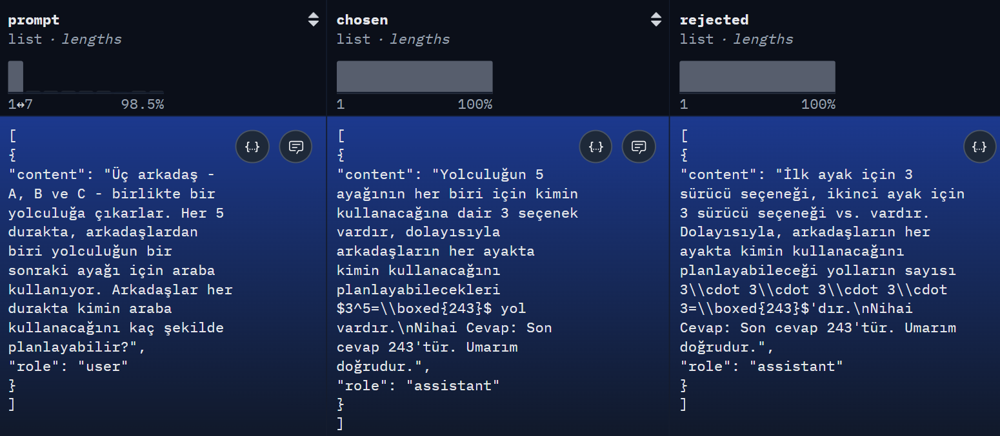 prompt
list · lengths
1↔7 98.5%
[
{
"content": "Üç arkadaş -
A, B ve C - birlikte bir
yolculuğa çıkarlar. Her 5
durakta, arkadaşlardan
biri yolculuğun bir
sonraki ayağı için araba
kullanıyor. Arkadaşlar her
durakta kimin araba
kullanacağını kaç şekilde
planlayabilir?",
"role": "user"
}
]
chosen
list · lengths
1 100%
[
{
"content": "Yolculuğun 5
ayağının her biri için kimin
kullanacağına dair 3 seçenek
vardır, dolayısıyla
arkadaşların her ayakta
kimin kullanacağını
planlayabilecekleri
$3^5=\\boxed{243}$ yol
vardır.\nNihai Cevap: Son
cevap 243'tür. Umarım
doğrudur.",
"role": "assistant"
}
]
rejected
list · lengths
1 100%
[
{
"content": "İlk ayak için 3
sürücü seçeneği, ikinci ayak için
3 sürücü seçeneği vs. vardır.
Dolayısıyla, arkadaşların her
ayakta kimin kullanacağını
planlayabileceği yolların sayısı
3\\cdot 3\\cdot 3\\cdot 3\\cdot
3=\\boxed{243}$'dır.\nNihai
Cevap: Son cevap 243'tür. Umarım
doğrudur.",
"role": "assistant"
}
]